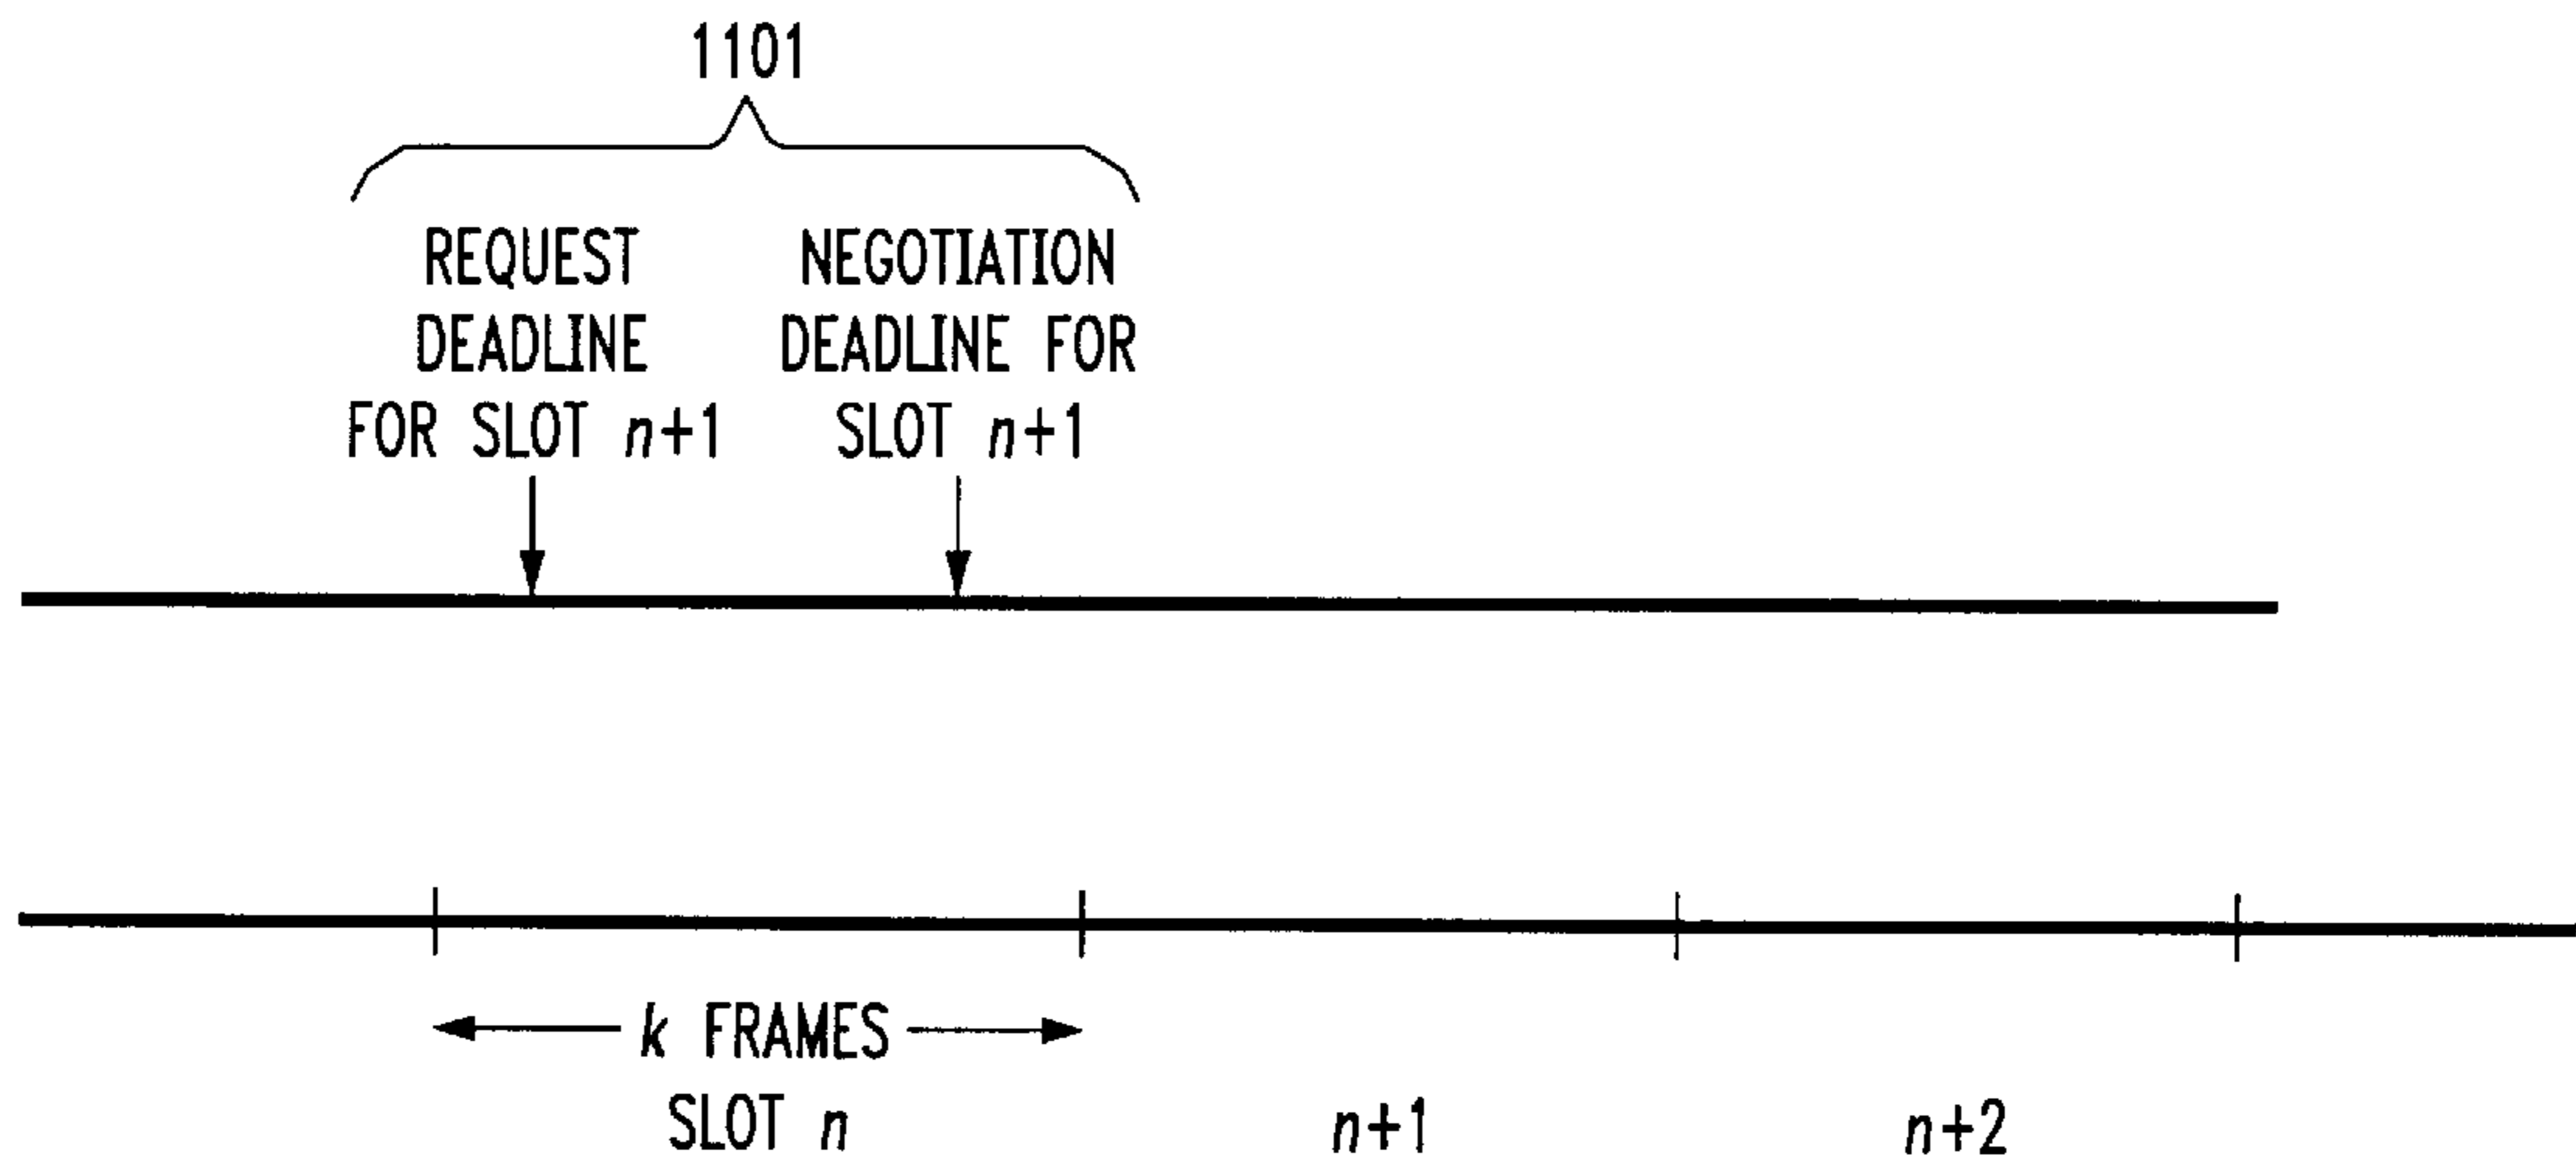 1101
REQUEST
DEADLINE
FOR SLOT n+1
NEGOTIATION
DEADLINE FOR
SLOT n+1
k FRAMES
SLOT n
n+1
n+2